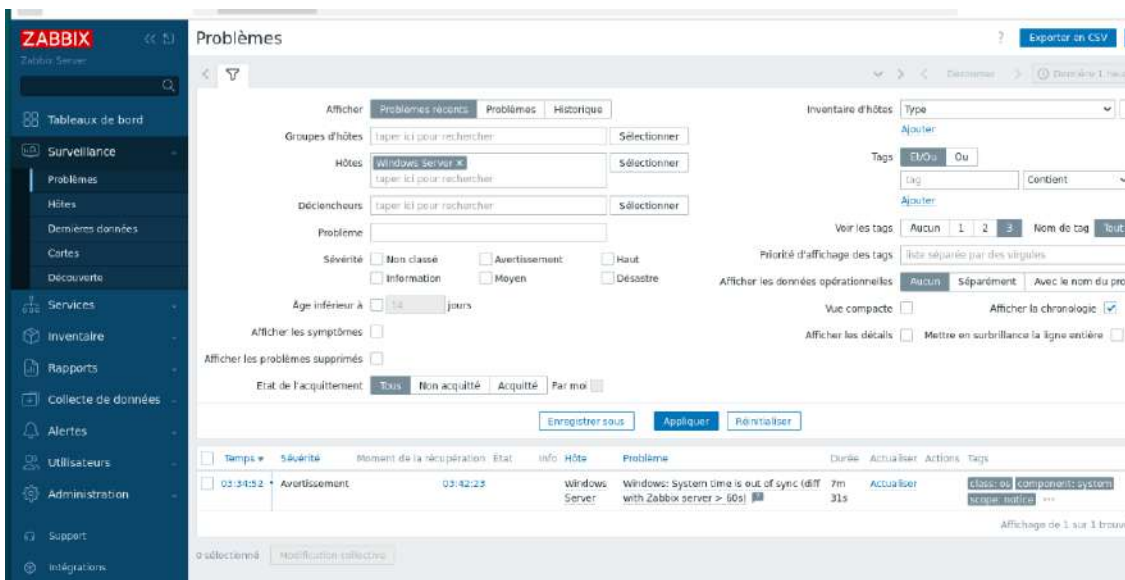 ZABBIX
Zabbix Server
Tableaux de bord
Surveillance
Problèmes
Hôtes
Dernières données
Cartes
Découverte
Services
Inventaire
Rapports
Collecte de données
Alertes
Utilisateurs
Administration
Support
Intégrations
Problèmes
? Exporter en CSV
Afficher Problèmes récents Problèmes Historique
Groupes d'hôtes taper ici pour rechercher Sélectionner
Hôtes Windows Server × Sélectionner
taper ici pour rechercher
Déclencheurs taper ici pour rechercher Sélectionner
Problème
Sévérité Non classé Avertissement Haut
Information Moyen Désastre
Âge inférieur à 14 jours
Afficher les symptômes
Afficher les problèmes supprimés
Etat de l'acquittement Tous Non acquitté Acquitté Par moi
Inventaire d'hôtes Type
Ajouter
Tags Et/Ou Ou
tag Contient
Ajouter
Voir les tags Aucun 1 2 3 Nom de tag Tout
Priorité d'affichage des tags liste séparée par des virgules
Afficher les données opérationnelles Aucun Séparément Avec le nom du pro
Vue compacte Afficher la chronologie
Afficher les détails Mettre en surbrillance la ligne entière
Enregistrer sous Appliquer Réinitialiser
Temps Sévérité Moment de la récupération État Info Hôte Problème Durée Actualiser Actions Tags
03:34:52 Avertissement 03:42:23 Windows Server Windows: System time is out of sync (diff with Zabbix server > 60s) 7m 31s Actualiser class: os component: system scope: notice ...
Affichage de 1 sur 1 trouv
0 sélectionné Modification collective